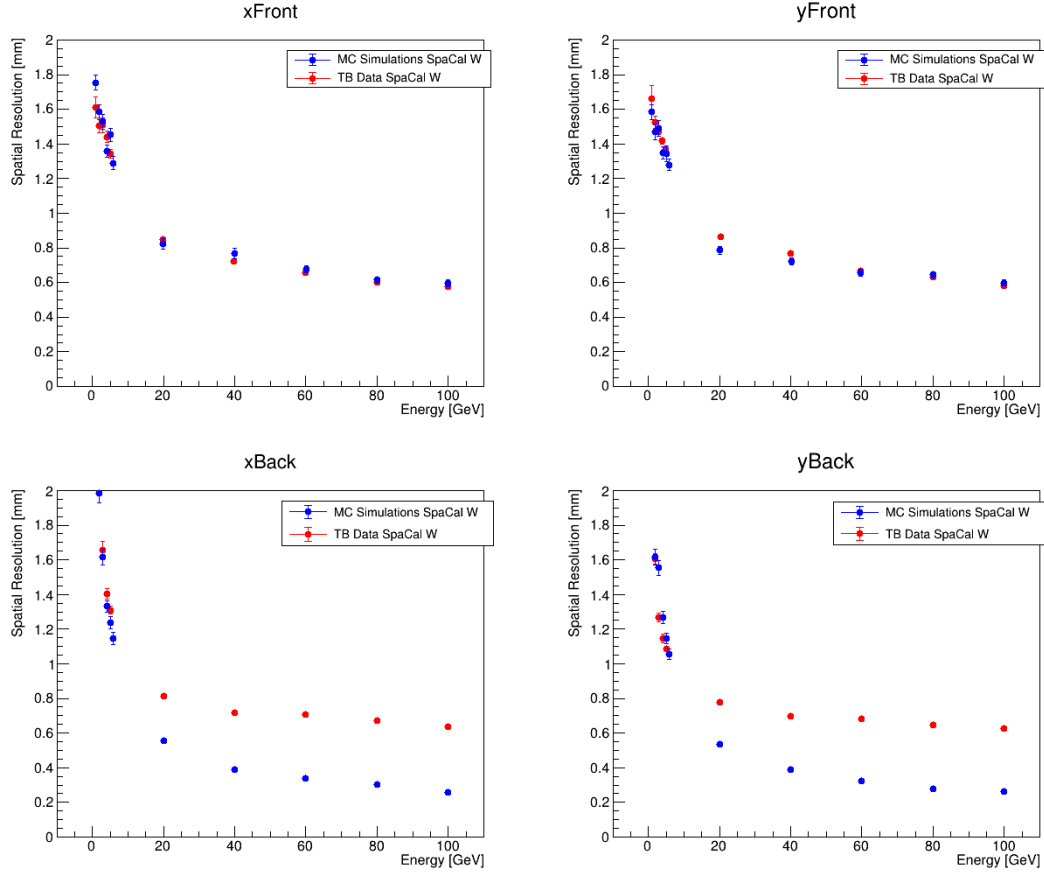 xFront
Spatial Resolution [mm]
2
1.8
1.6
1.4
1.2
1
0.8
0.6
0.4
0.2
0
MC Simulations SpaCal W
TB Data SpaCal W
0 20 40 60 80 100
Energy [GeV]
yFront
Spatial Resolution [mm]
2
1.8
1.6
1.4
1.2
1
0.8
0.6
0.4
0.2
0
MC Simulations SpaCal W
TB Data SpaCal W
0 20 40 60 80 100
Energy [GeV]
xBack
Spatial Resolution [mm]
2
1.8
1.6
1.4
1.2
1
0.8
0.6
0.4
0.2
0
MC Simulations SpaCal W
TB Data SpaCal W
0 20 40 60 80 100
Energy [GeV]
yBack
Spatial Resolution [mm]
2
1.8
1.6
1.4
1.2
1
0.8
0.6
0.4
0.2
0
MC Simulations SpaCal W
TB Data SpaCal W
0 20 40 60 80 100
Energy [GeV]